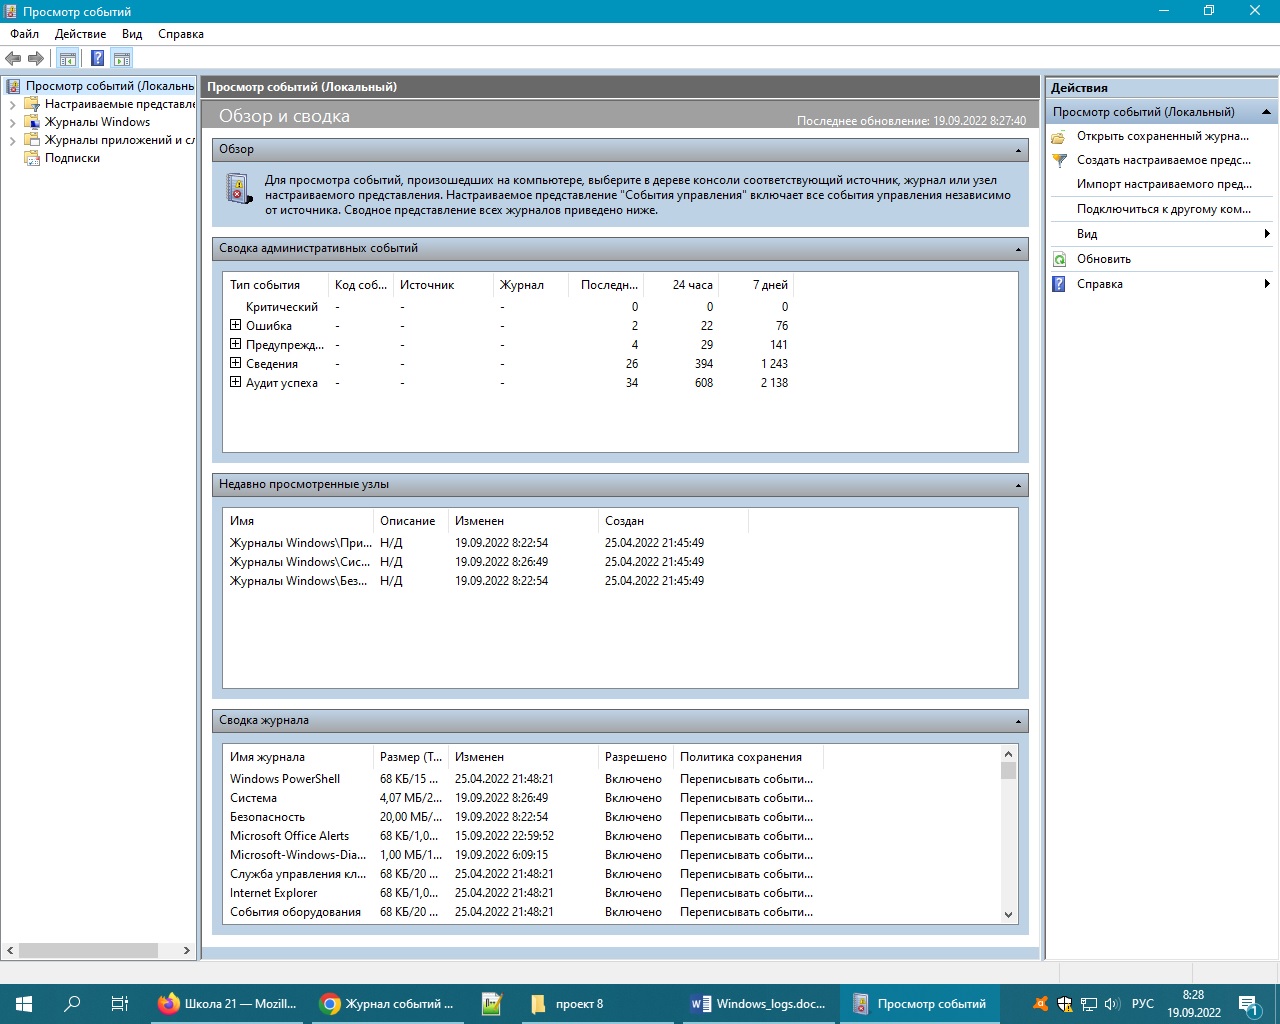 Просмотр событий
Файл Действие Вид Справка
Просмотр событий (Локальнь
Настраиваемые представле
Журналы Windows
Журналы приложений и сл
Подписки
Просмотр событий (Локальный)
Обзор и сводка
Последнее обновление: 19.09.2022 8:27:40
Обзор
Для просмотра событий, произошедших на компьютере, выберите в дереве консоли соответствующий источник, журнал или узел
настраиваемого представления. Настраиваемое представление "События управления" включает все события управления независимо
от источника. Сводное представление всех журналов приведено ниже.
Сводка административных событий
Тип события Код соб... Источник Журнал Последн... 24 часа 7 дней
Критический - - - 0 0 0
Ошибка - - - 2 22 76
Предупрежд... - - - 4 29 141
Сведения - - - 26 394 1 243
Аудит успеха - - - 34 608 2 138
Недавно просмотренные узлы
Имя Описание Изменен Создан
Журналы Windows\При... Н/Д 19.09.2022 8:22:54 25.04.2022 21:45:49
Журналы Windows\Сис... Н/Д 19.09.2022 8:26:49 25.04.2022 21:45:49
Журналы Windows\Без... Н/Д 19.09.2022 8:22:54 25.04.2022 21:45:49
Сводка журнала
Имя журнала Размер (Т... Изменен Разрешено Политика сохранения
Windows PowerShell 68 КБ/15 ... 25.04.2022 21:48:21 Включено Переписывать событи...
Система 4,07 МБ/2... 19.09.2022 8:26:49 Включено Переписывать событи...
Безопасность 20,00 МБ/... 19.09.2022 8:22:54 Включено Переписывать событи...
Microsoft Office Alerts 68 КБ/1,0... 15.09.2022 22:59:52 Включено Переписывать событи...
Microsoft-Windows-Dia... 1,00 МБ/1... 19.09.2022 6:09:15 Включено Переписывать событи...
Служба управления кл... 68 КБ/20 ... 25.04.2022 21:48:21 Включено Переписывать событи...
Internet Explorer 68 КБ/1,0... 25.04.2022 21:48:21 Включено Переписывать событи...
События оборудования 68 КБ/20 ... 25.04.2022 21:48:21 Включено Переписывать событи...
Действия
Просмотр событий (Локальный)
Открыть сохраненный журна...
Создать настраиваемое предс...
Импорт настраиваемого пред...
Подключиться к другому ком...
Вид
Обновить
Справка
Школа 21 — Mozill... Журнал событий ... проект 8 Windows_logs.doc... Просмотр событий РУС 8:28
19.09.2022
1